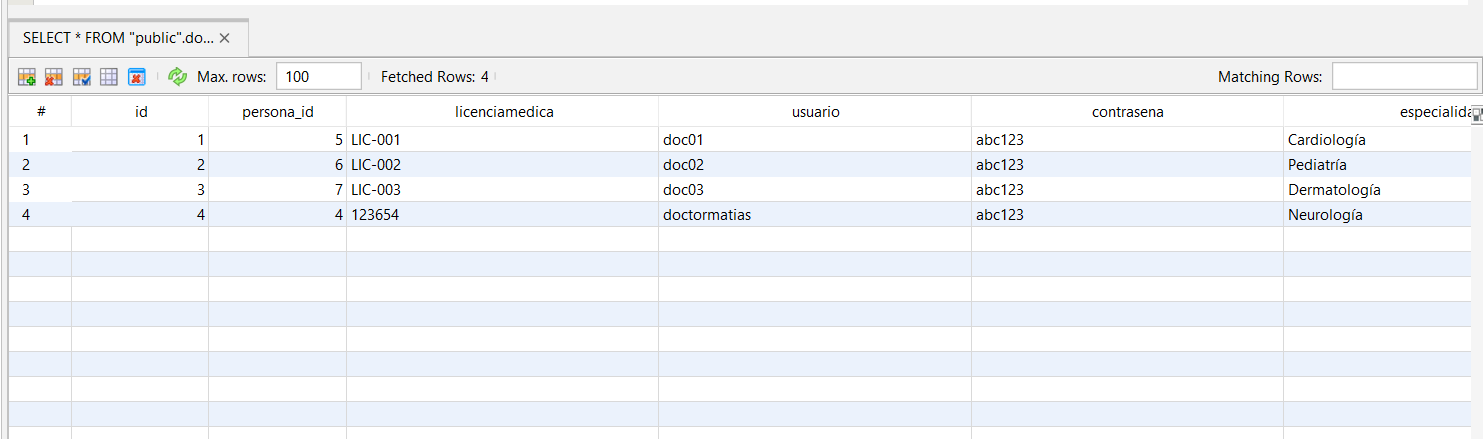 SELECT * FROM "public".do...
Max. rows: 100 Fetched Rows: 4 Matching Rows:
# id persona_id licenciamedica usuario contrasena especialida
1 1 5 LIC-001 doc01 abc123 Cardiología
2 2 6 LIC-002 doc02 abc123 Pediatría
3 3 7 LIC-003 doc03 abc123 Dermatología
4 4 4 123654 doctormatias abc123 Neurología